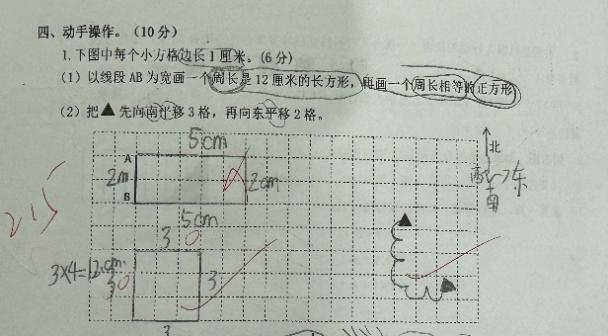 四、动手操作。(10分)
1.下图中每个小方格边长1厘米。(6分)
(1)以线段AB为宽画一个周长是12厘米的长方形,再画一个周长相等的正方形
(2)把▲先向南平移3格,再向东平移2格。
5cm
A
2m
2cm
B
5cm
北
东
3
3×4=12cm
3
3
3